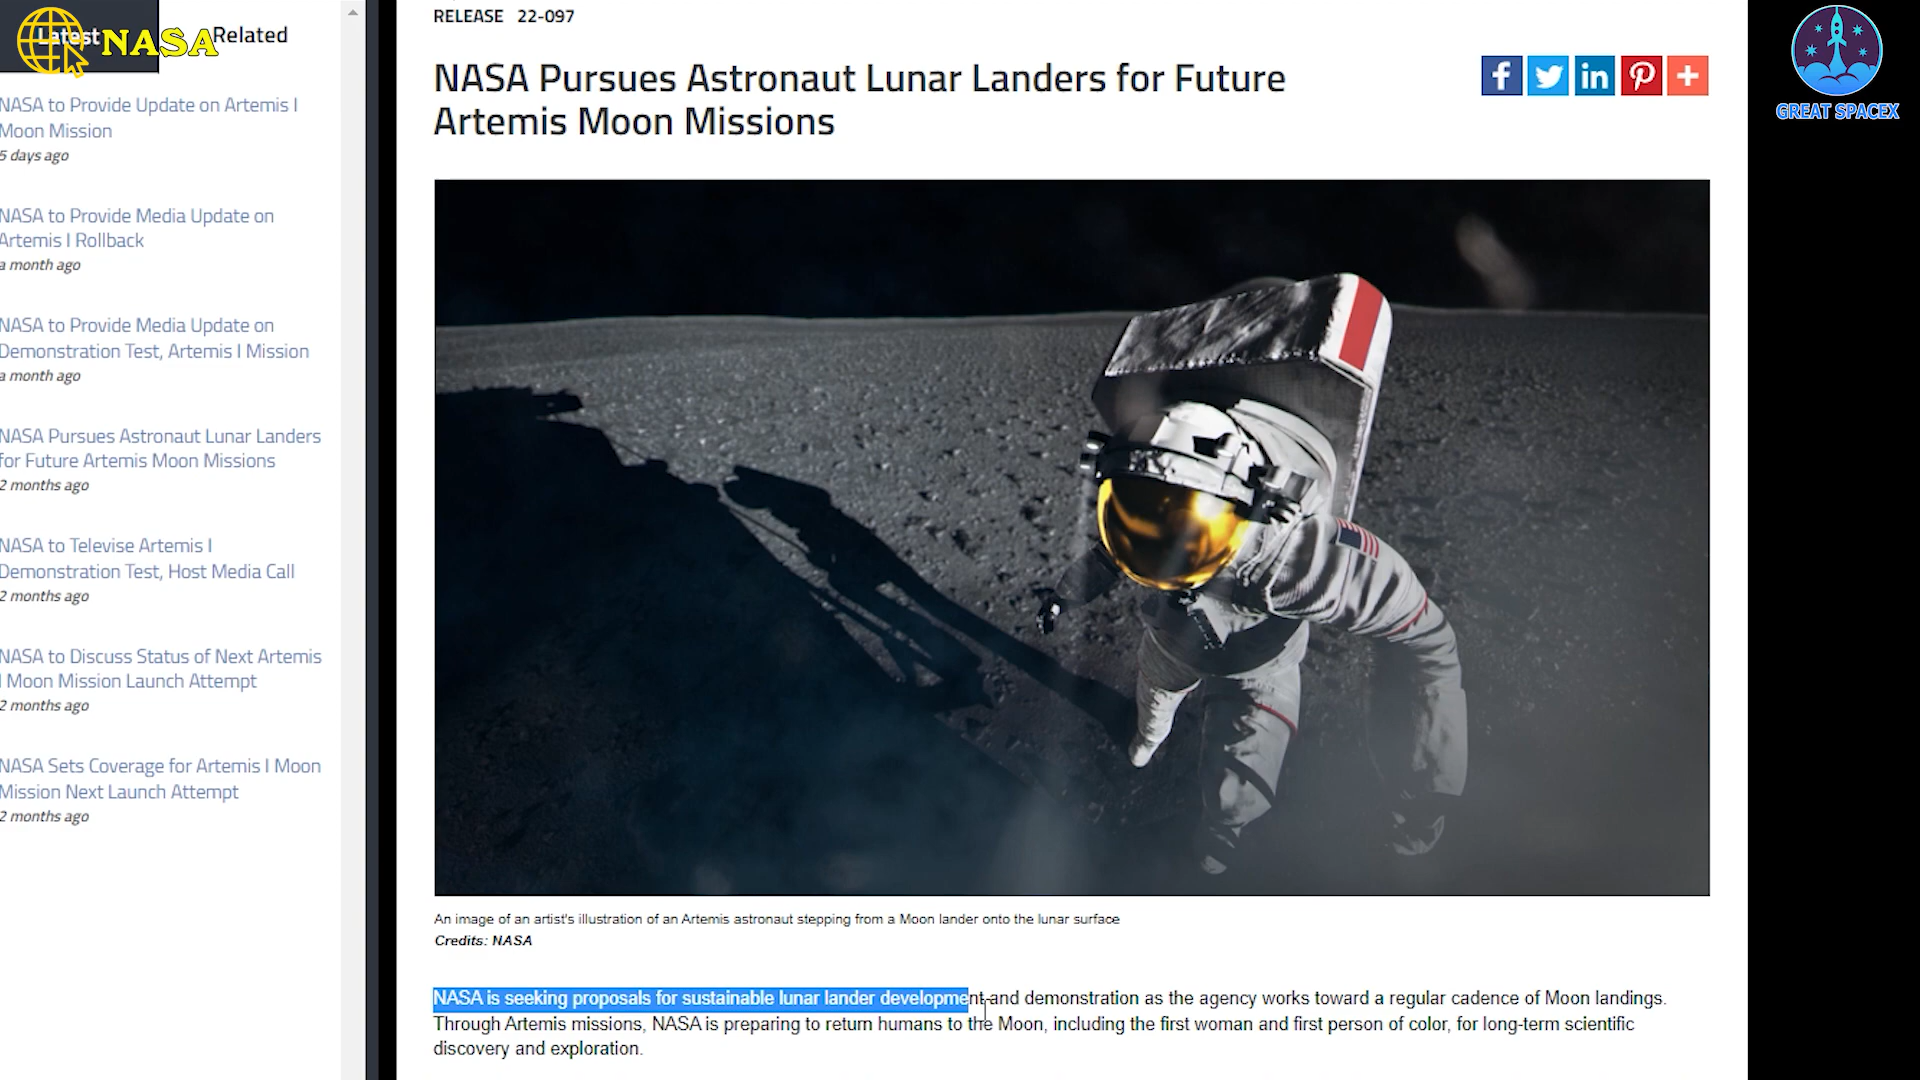 Latest
NASA
Related
NASA to Provide Update on Artemis I
Moon Mission
5 days ago
NASA to Provide Media Update on
Artemis I Rollback
a month ago
NASA to Provide Media Update on
Demonstration Test, Artemis I Mission
a month ago
NASA Pursues Astronaut Lunar Landers
for Future Artemis Moon Missions
2 months ago
NASA to Televise Artemis I
Demonstration Test, Host Media Call
2 months ago
NASA to Discuss Status of Next Artemis
I Moon Mission Launch Attempt
2 months ago
NASA Sets Coverage for Artemis I Moon
Mission Next Launch Attempt
2 months ago
RELEASE 22-097
NASA Pursues Astronaut Lunar Landers for Future
Artemis Moon Missions
GREAT SPACEX
An image of an artist's illustration of an Artemis astronaut stepping from a Moon lander onto the lunar surface
Credits: NASA
NASA is seeking proposals for sustainable lunar lander development and demonstration as the agency works toward a regular cadence of Moon landings.
Through Artemis missions, NASA is preparing to return humans to the Moon, including the first woman and first person of color, for long-term scientific
discovery and exploration.